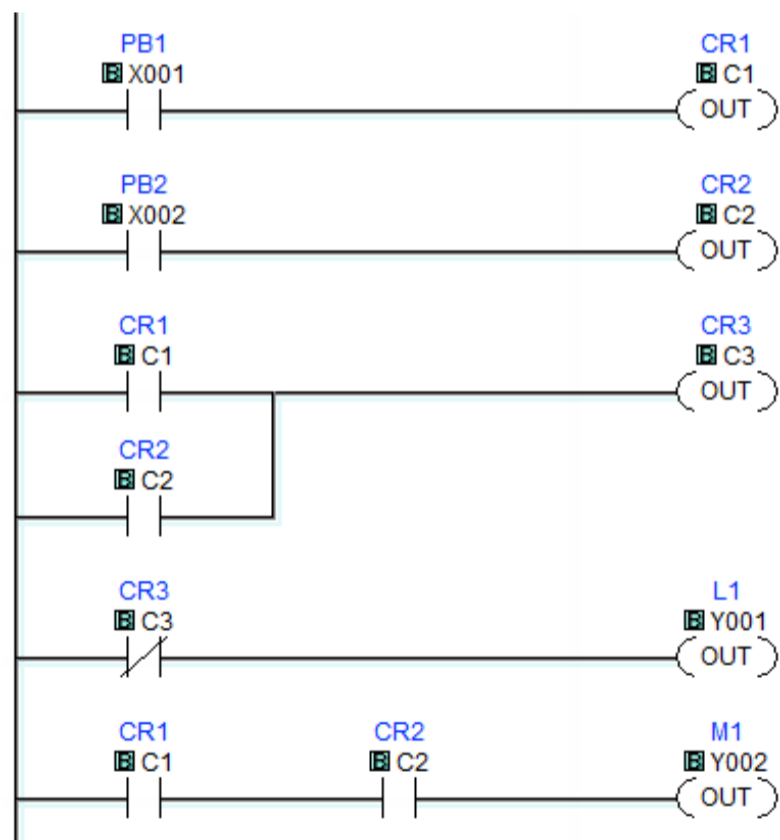 PB1 CR1
B X001 B C1
OUT
PB2 CR2
B X002 B C2
OUT
CR1 CR3
B C1 B C3
OUT
CR2
B C2
CR3 L1
B C3 B Y001
OUT
CR1 CR2 M1
B C1 B C2 B Y002
OUT